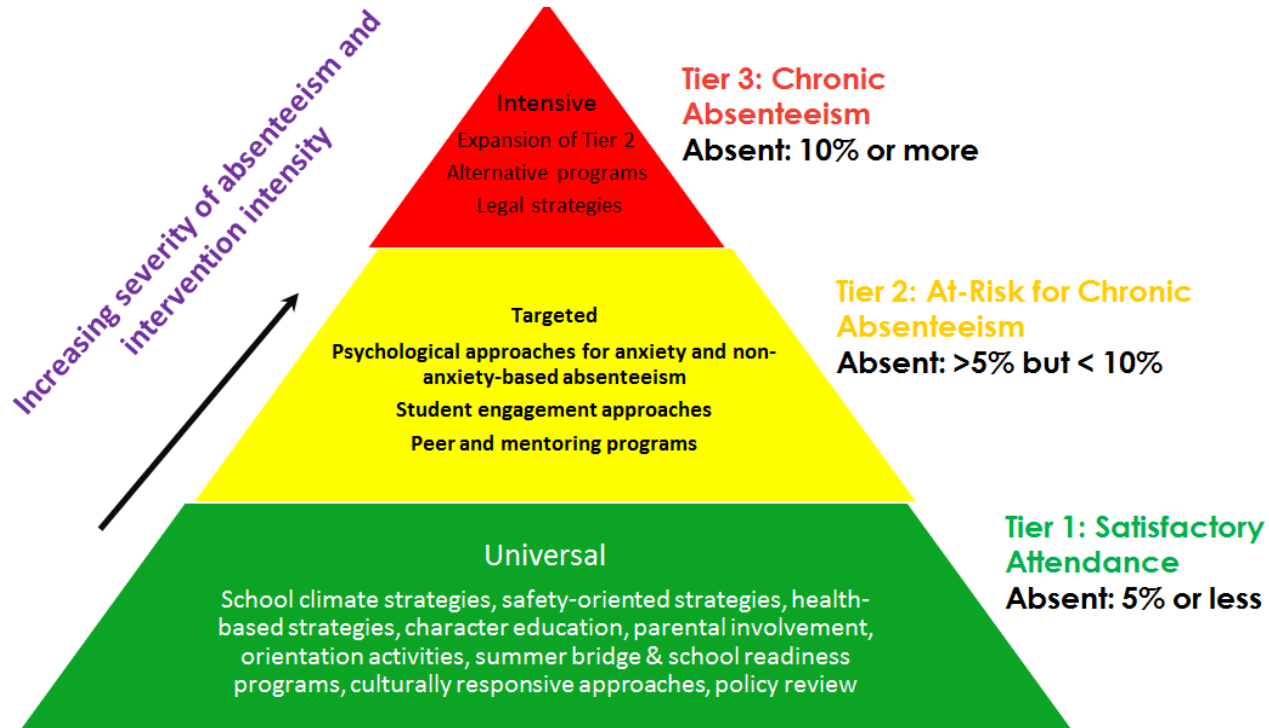 Increasing severity of absenteeism and
intervention intensity
Intensive
Expansion of Tier 2
Alternative programs
Legal strategies
Tier 3: Chronic
Absenteeism
Absent: 10% or more
Targeted
Psychological approaches for anxiety and non-
anxiety-based absenteeism
Student engagement approaches
Peer and mentoring programs
Tier 2: At-Risk for Chronic
Absenteeism
Absent: >5% but < 10%
Universal
School climate strategies, safety-oriented strategies, health-
based strategies, character education, parental involvement,
orientation activities, summer bridge & school readiness
programs, culturally responsive approaches, policy review
Tier 1: Satisfactory
Attendance
Absent: 5% or less